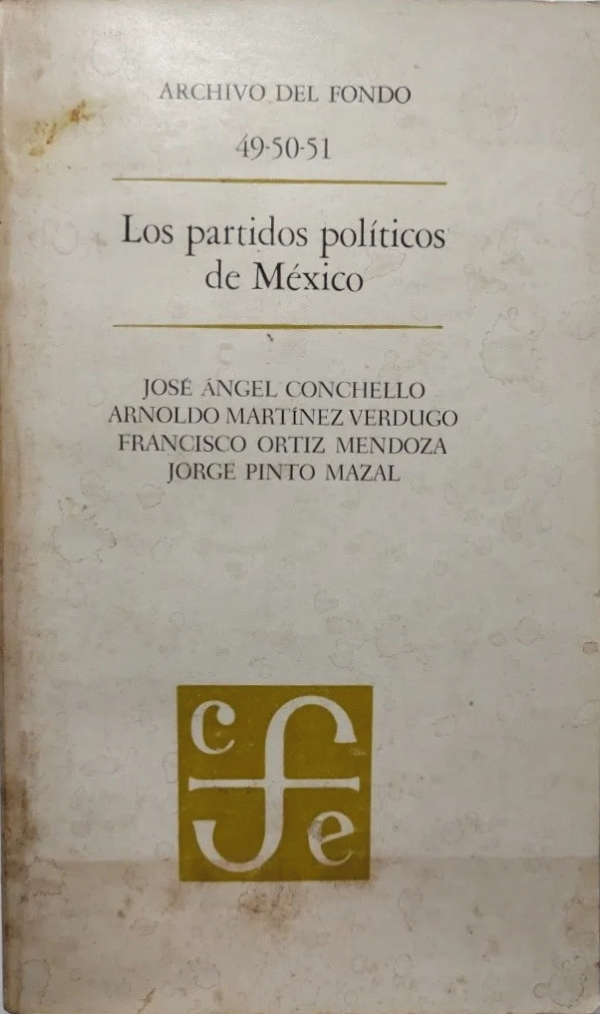 ARCHIVO DEL FONDO
49-50-51
Los partidos políticos
de México
JOSÉ ÁNGEL CONCHELLO
ARNOLDO MARTÍNEZ VERDUGO
FRANCISCO ORTIZ MENDOZA
JORGE PINTO MAZAL
c f e